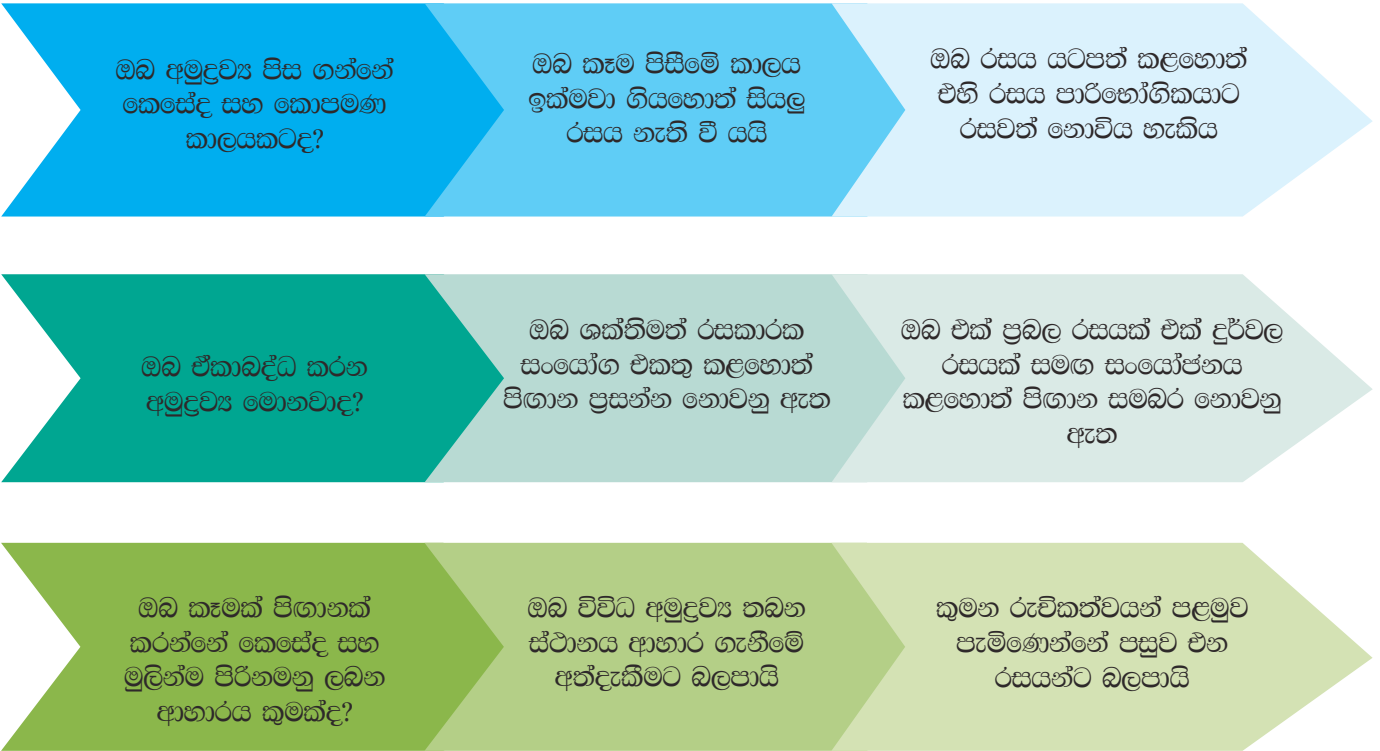 ඔබ අමුද්‍රව්‍ය පිස ගන්නේ
කෙසේද සහ කොපමණ
කාලයකටද?
ඔබ කෑම පිසීමේ කාලය
ඉක්මවා ගියහොත් සියලු
රසය නැති වී යයි
ඔබ රසය යටපත් කළහොත්
එහි රසය පාරිභෝගිකයාට
රසවත් නොවිය හැකිය
ඔබ ඒකාබද්ධ කරන
අමුද්‍රව්‍ය මොනවාද?
ඔබ ශක්තිමත් රසකාරක
සංයෝග එකතු කළහොත්
පිඟාන ප්‍රසන්න නොවනු ඇත
ඔබ එක් ප්‍රබල රසයක් එක් දුර්වල
රසයක් සමඟ සංයෝජනය
කළහොත් පිඟාන සමබර නොවනු
ඇත
ඔබ කෑමක් පිඟානක්
කරන්නේ කෙසේද සහ
මුලින්ම පිරිනමනු ලබන
ආහාරය කුමක්ද?
ඔබ විවිධ අමුද්‍රව්‍ය තබන
ස්ථානය ආහාර ගැනීමේ
අත්දැකීමට බලපායි
කුමන රුචිකත්වයන් පළමුව
පැමිණෙන්නේ පසුව එන
රසයන්ට බලපායි